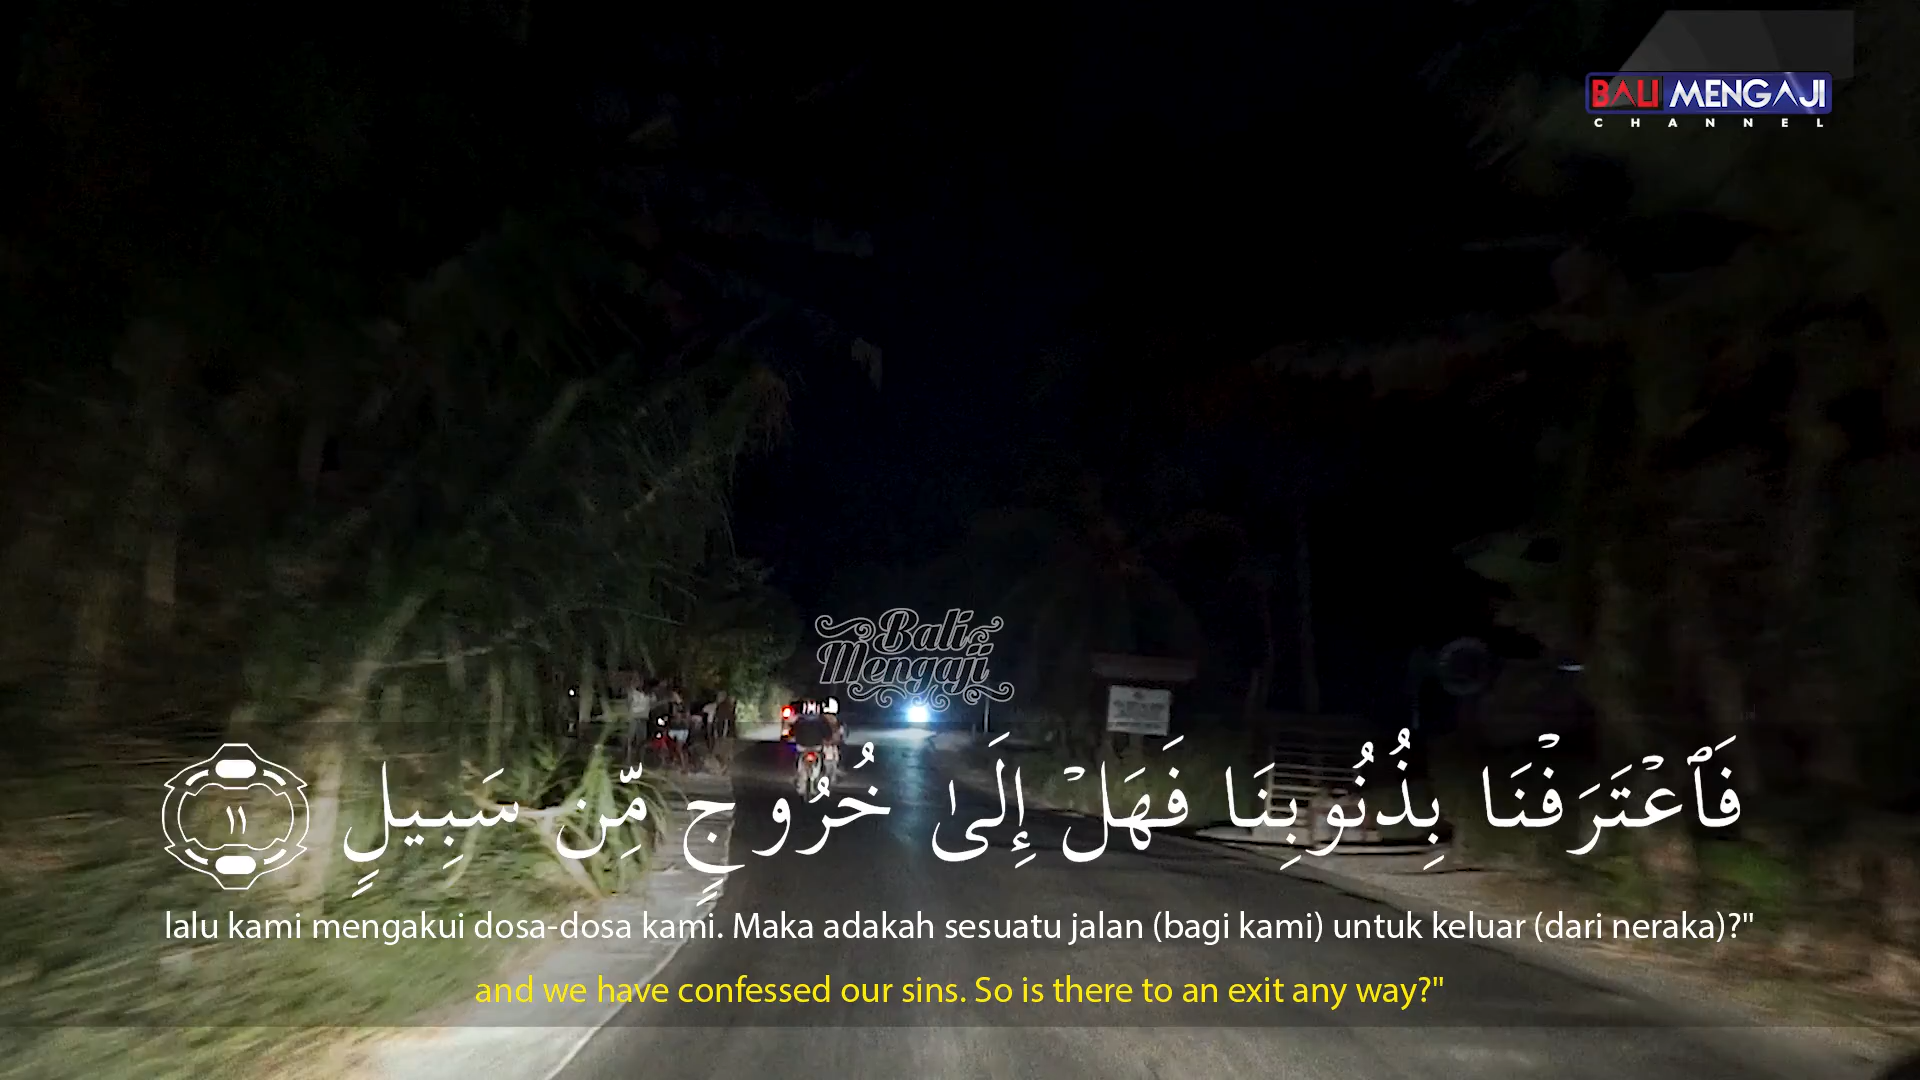 BALI MENGAJI
CHANNEL
Bali
Mengaji
فَٱعْتَرَفْنَا بِذُنُوبِنَا فَهَلْ إِلَىٰ خُرُوجٍ مِّن سَبِيلٍ ١١
lalu kami mengakui dosa-dosa kami. Maka adakah sesuatu jalan (bagi kami) untuk keluar (dari neraka)?"
and we have confessed our sins. So is there to an exit any way?"